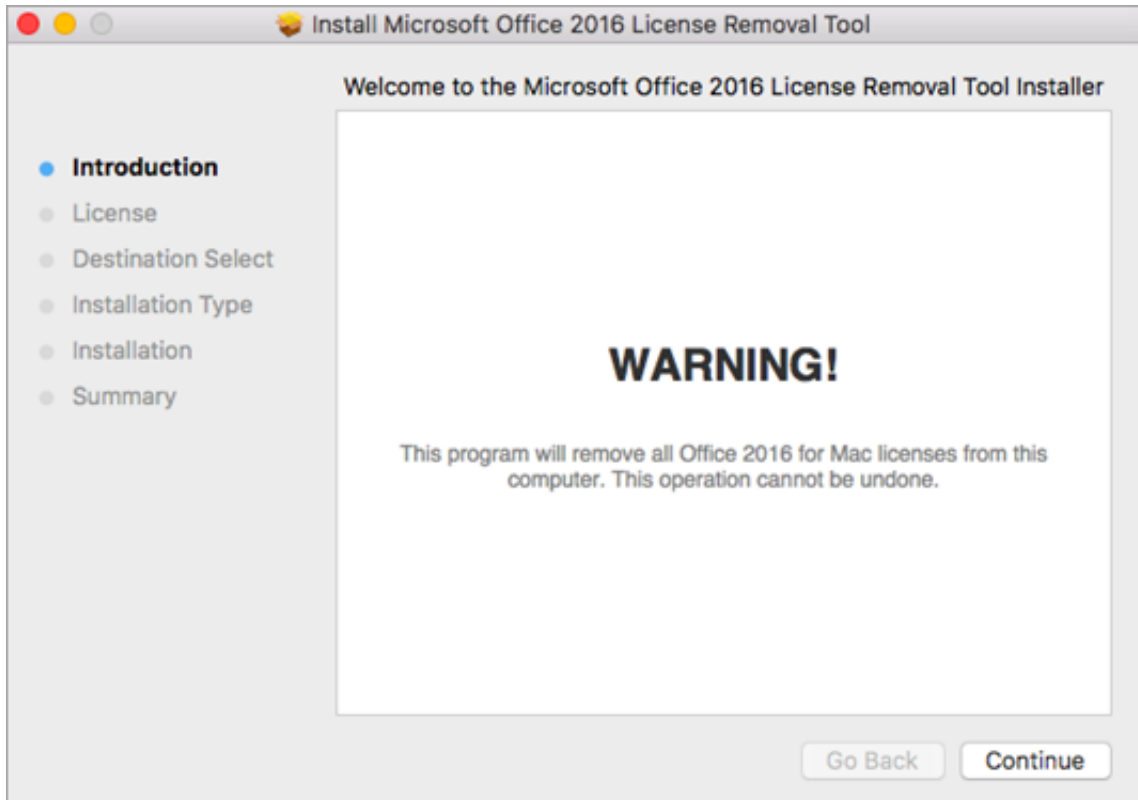 Install Microsoft Office 2016 License Removal Tool
Welcome to the Microsoft Office 2016 License Removal Tool Installer
Introduction
License
Destination Select
Installation Type
Installation
Summary
WARNING!
This program will remove all Office 2016 for Mac licenses from this
computer. This operation cannot be undone.
Go Back
Continue